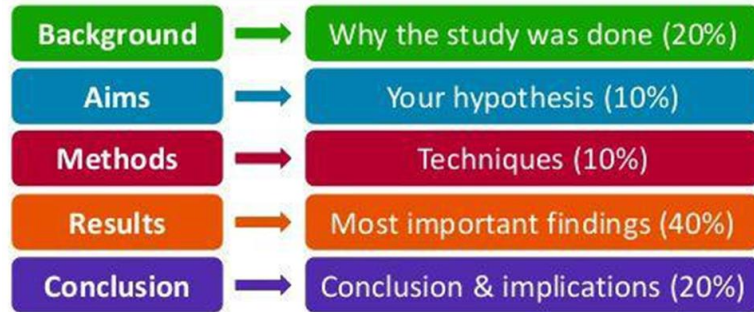 Background
Why the study was done (20%)
Aims
Your hypothesis (10%)
Methods
Techniques (10%)
Results
Most important findings (40%)
Conclusion
Conclusion & implications (20%)